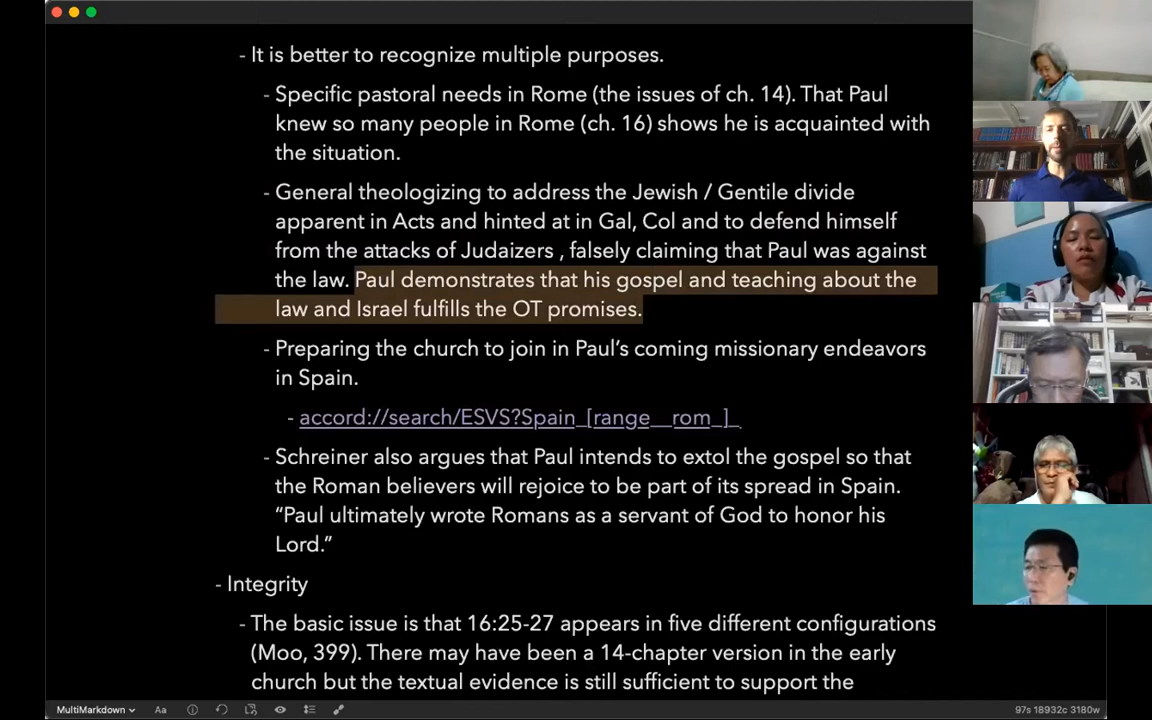 - It is better to recognize multiple purposes.
- Specific pastoral needs in Rome (the issues of ch. 14). That Paul
knew so many people in Rome (ch. 16) shows he is acquainted with
the situation.
- General theologizing to address the Jewish / Gentile divide
apparent in Acts and hinted at in Gal, Col and to defend himself
from the attacks of Judaizers , falsely claiming that Paul was against
the law. Paul demonstrates that his gospel and teaching about the
law and Israel fulfills the OT promises.
- Preparing the church to join in Paul’s coming missionary endeavors
in Spain.
- accord://search/ESVS?Spain_[range__rom_]_
- Schreiner also argues that Paul intends to extol the gospel so that
the Roman believers will rejoice to be part of its spread in Spain.
“Paul ultimately wrote Romans as a servant of God to honor his
Lord.”
- Integrity
- The basic issue is that 16:25-27 appears in five different configurations
(Moo, 399). There may have been a 14-chapter version in the early
church but the textual evidence is still sufficient to support the
MultiMarkdown Aa 97s 18932c 3180w